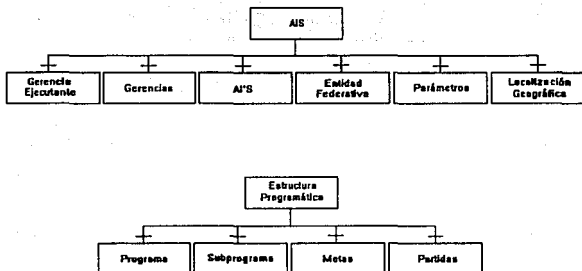 AIS
Gerencia
Ejecutante
Gerencias
AI'S
Entidad
Federativa
Parámetros
Localización
Geográfica
Estructura
Programática
Programa
Subprograma
Metas
Partidas